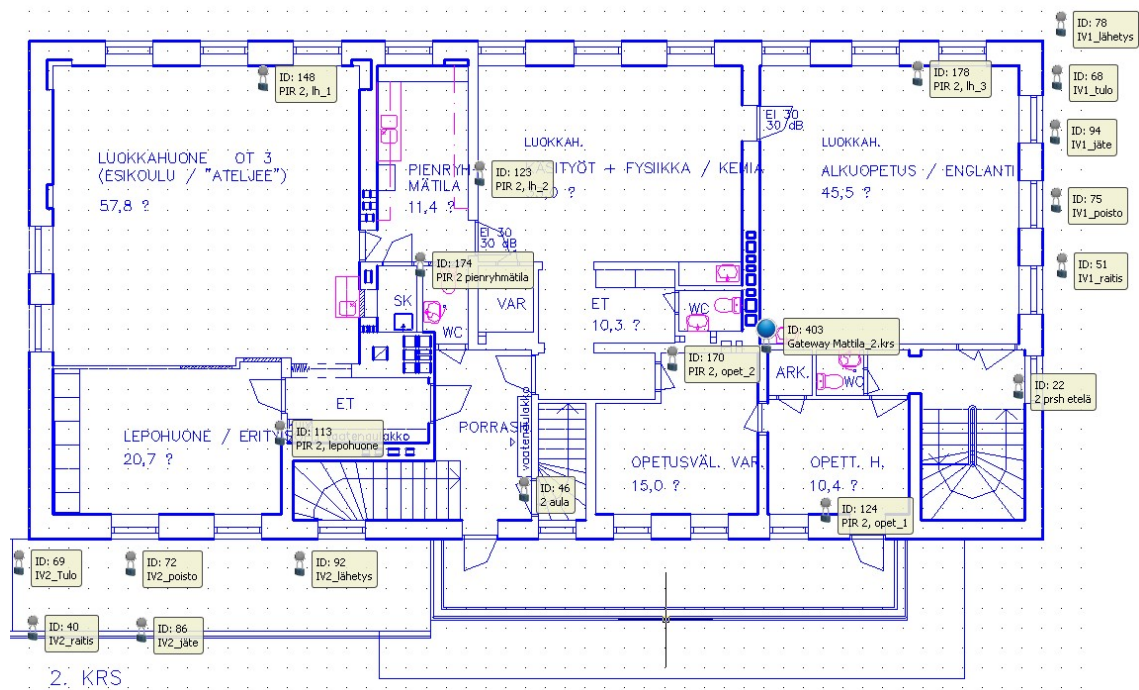 ID: 78
IV1_lähetys
ID: 148
PIR 2, lh_1
ID: 178
PIR 2, lh_3
ID: 68
IV1_tulo
EI 30
30 dB
ID: 94
IV1_jäte
LUOKKAHUONE OT 3
(ESIKOULU / "ATELJEE")
57,8 ?
PIENRYH
MÄTILA
11,4 ?
ID: 123
PIR 2, lh_2
LUOKKAH.
KÄSITYÖT + FYSIIKKA / KEMIA
LUOKKAH.
ALKUOPETUS / ENGLANTI
45,5 ?
ID: 75
IV1_poisto
EI 30
30 dB
ID: 174
PIR 2 pienryhmätila
ID: 51
IV1_raitis
SK
WC
VAR
ET
10,3 ?
WC
ID: 403
Gateway Mattila_2.krs
ID: 170
PIR 2, opet_2
ARK.
WC
ID: 22
2 prsh etelä
E.T
LEPOHUONE / ERITYIS
20,7 ?
ID: 113
PIR 2, lepohuone
vaatenaulakko
PORRASH
vaatenaulakko
OPETUSVÄL. VAR.
15,0 ?
OPETT. H.
10,4 ?
ID: 46
2 aula
ID: 124
PIR 2, opet_1
ID: 69
IV2_Tulo
ID: 72
IV2_poisto
ID: 92
IV2_lähetys
ID: 40
IV2_raitis
ID: 86
IV2_jäte
2. KRS